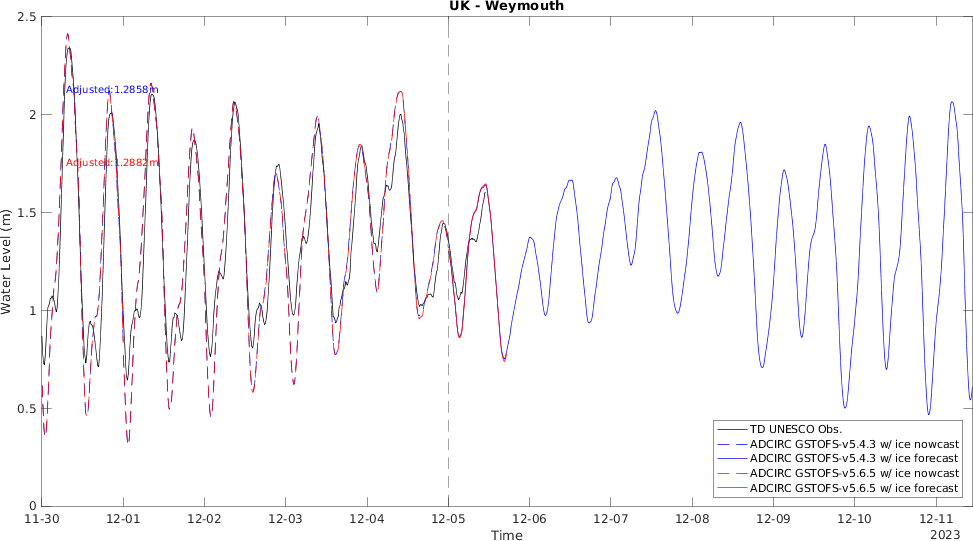 UK - Weymouth
2.5
2
1.5
1
0.5
0
Water Level (m)
Adjusted:1.2858m
Adjusted:1.2882m
TD UNESCO Obs.
ADCIRC GSTOFS-v5.4.3 w/ ice nowcast
ADCIRC GSTOFS-v5.4.3 w/ ice forecast
ADCIRC GSTOFS-v5.6.5 w/ ice nowcast
ADCIRC GSTOFS-v5.6.5 w/ ice forecast
11-30 12-01 12-02 12-03 12-04 12-05 12-06 12-07 12-08 12-09 12-10 12-11
Time
2023